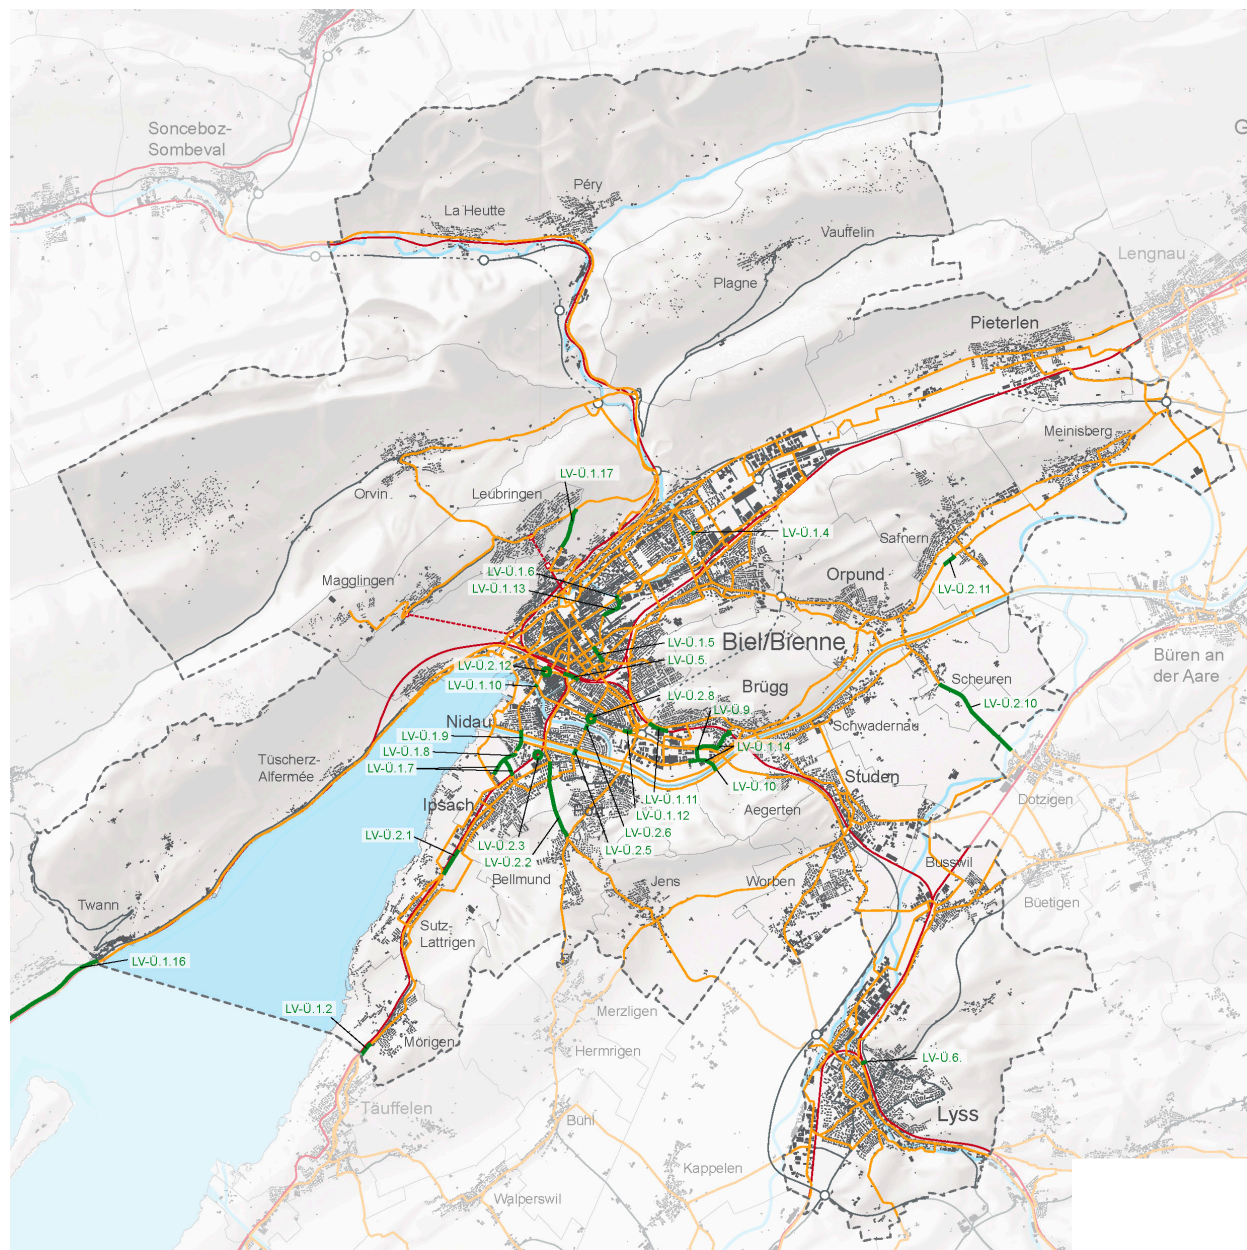 G
Sonceboz-
Sombeval
Péry
La Heutte
Vauffelin
Lengnau
Plagne
Pieterlen
Meinisberg
LV-Ü.1.17
Orvin
Leubringen
LV-Ü.1.4
Safnern
LV-Ü.1.6
Magglingen
LV-Ü.1.13
Orpund
LV-Ü.2.11
LV-Ü.1.5
Biel/Bienne
LV-Ü.5.
LV-Ü.2.12
Büren an
der Aare
LV-Ü.1.10
Brügg
Scheuren
LV-Ü.2.8
LV-Ü.2.10
LV-Ü.9
Nidau
Schwadernau
LV-Ü.1.9
LV-Ü.1.8
LV-Ü.1.14
Tüscherz-
Alfermée
LV-Ü.1.7
Studen
LV-Ü.10
LV-Ü.1.11
Dotzigen
Ipsach
Aegerten
LV-Ü.1.12
LV-Ü.2.1
LV-Ü.2.6
LV-Ü.2.3
LV-Ü.2.5
LV-Ü.2.2
Busswil
Bellmund
Jens
Worben
Twann
Büetigen
Sutz-
Lattrigen
LV-Ü.1.16
LV-Ü.1.2
Merzligen
Mörigen
Hermrigen
LV-Ü.6.
Täuffelen
Lyss
Bühl
Kappelen
Walperswil